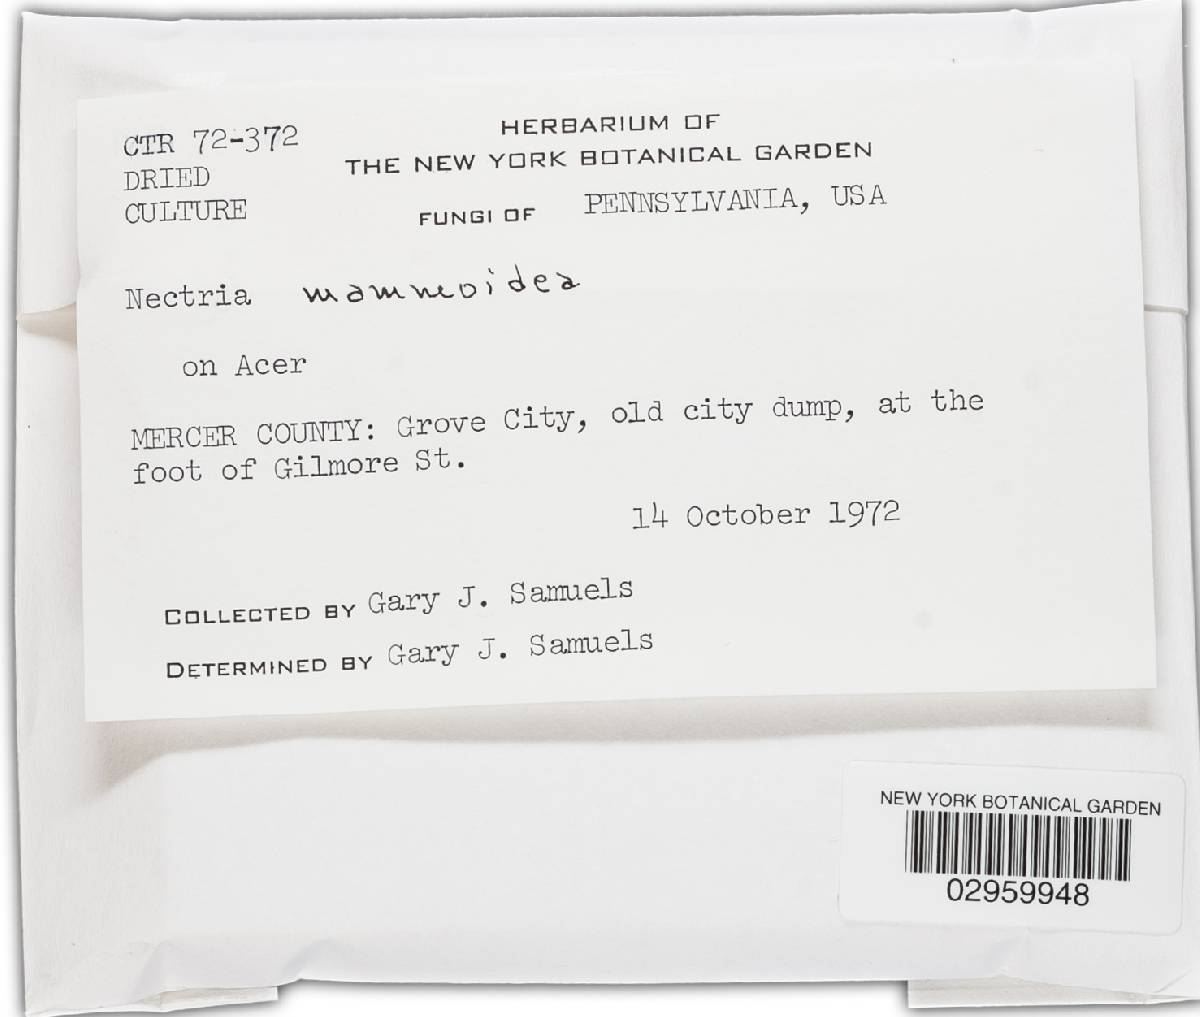 CTR 72-372
DRIED
CULTURE
HERBARIUM OF
THE NEW YORK BOTANICAL GARDEN
FUNGI OF PENNSYLVANIA, USA
Nectria mammoidea
on Acer
MERCER COUNTY: Grove City, old city dump, at the
foot of Gilmore St.
14 October 1972
COLLECTED BY Gary J. Samuels
DETERMINED BY Gary J. Samuels
NEW YORK BOTANICAL GARDEN
02959948